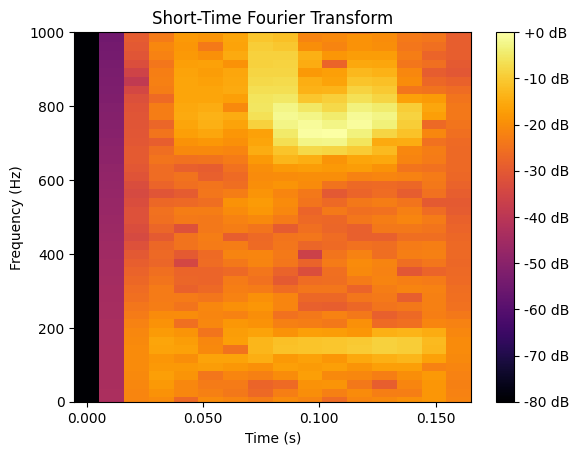 Short-Time Fourier Transform
Frequency (Hz)
1000
800
600
400
200
0
0.000
0.050
0.100
0.150
Time (s)
+0 dB
-10 dB
-20 dB
-30 dB
-40 dB
-50 dB
-60 dB
-70 dB
-80 dB